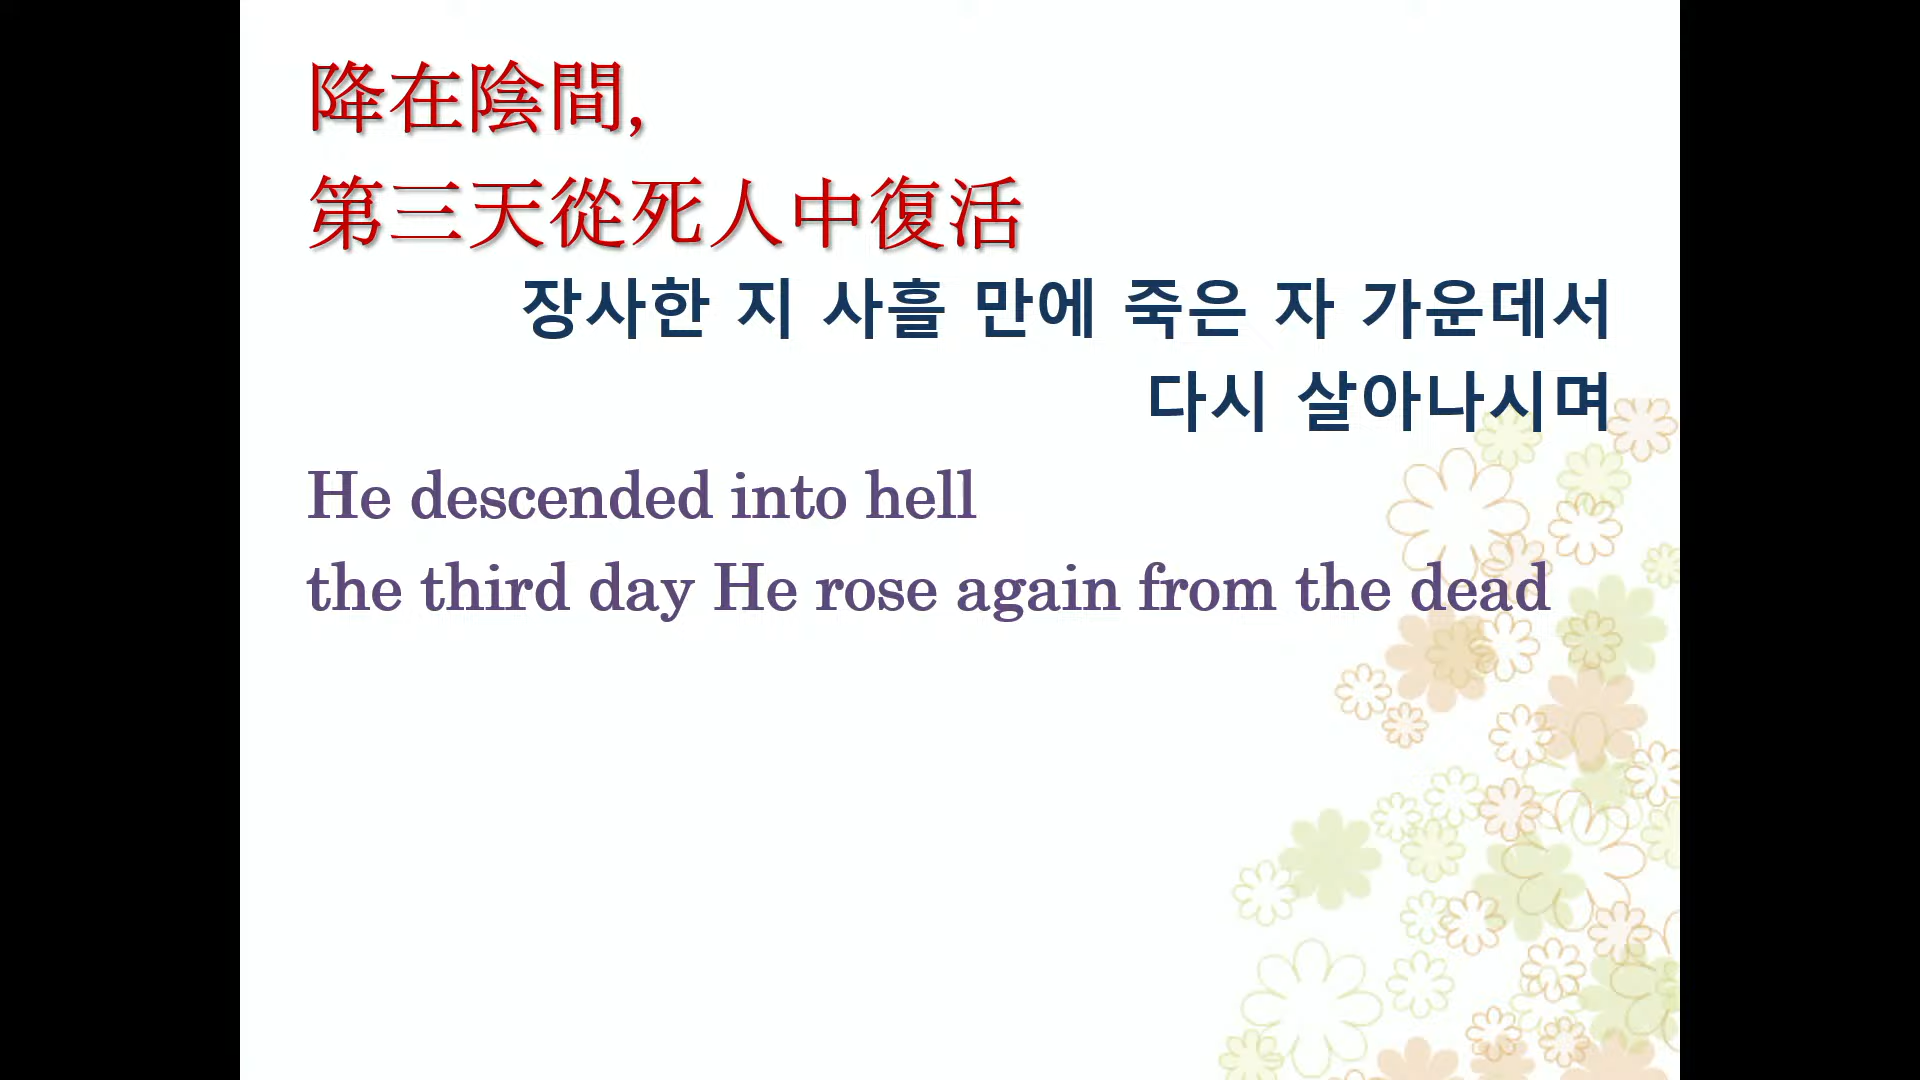 降在陰間,
第三天從死人中復活
장사한 지 사흘 만에 죽은 자 가운데서
다시 살아나시며
He descended into hell
the third day He rose again from the dead